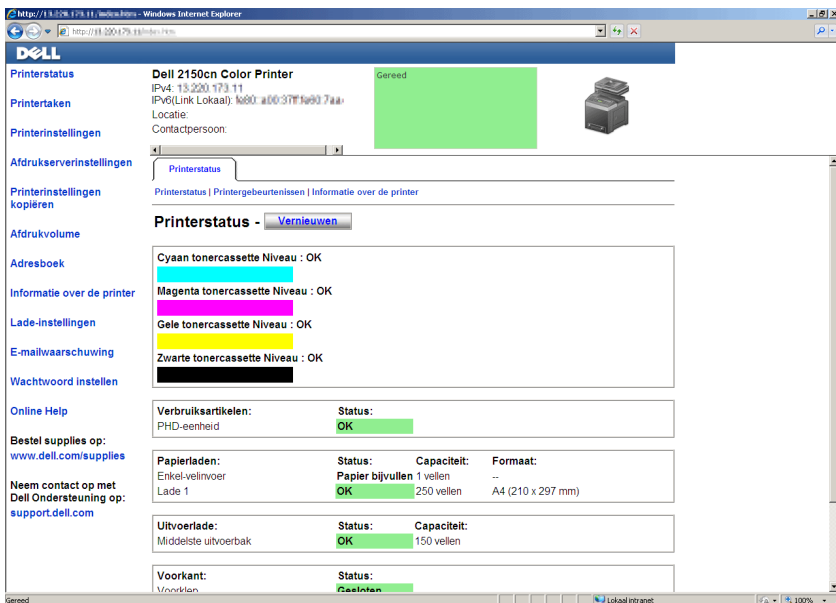 - Windows Internet Explorer
DELL
Printerstatus
Printertaken
Printerinstellingen
Afdrukserverinstellingen
Printerinstellingen
kopiëren
Afdrukvolume
Adresboek
Informatie over de printer
Lade-instellingen
E-mailwaarschuwing
Wachtwoord instellen
Online Help
Bestel supplies op:
www.dell.com/supplies
Neem contact op met
Dell Ondersteuning op:
support.dell.com
Dell 2150cn Color Printer
IPv4:
IPv6(Link Lokaal):
Locatie:
Contactpersoon:
Gereed
Printerstatus
Printerstatus | Printergebeurtenissen | Informatie over de printer
Printerstatus - Vernieuwen
Cyaan tonercassette Niveau : OK
Magenta tonercassette Niveau : OK
Gele tonercassette Niveau : OK
Zwarte tonercassette Niveau : OK
Verbruiksartikelen: Status:
PHD-eenheid OK
Papierladen: Status: Capaciteit: Formaat:
Enkel-velinvoer Papier bijvullen 1 vellen --
Lade 1 OK 250 vellen A4 (210 x 297 mm)
Uitvoerlade: Status: Capaciteit:
Middelste uitvoerbak OK 150 vellen
Voorkant: Status:
Voorklep Gesloten
Gereed Lokaal intranet 100%